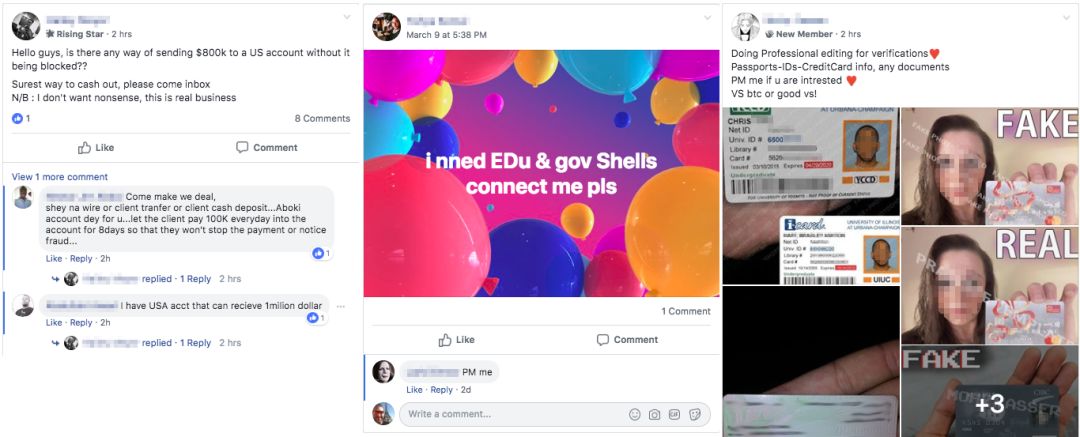 Rising Star · 2 hrs
Hello guys, is there any way of sending $800k to a US account without it
being blocked??
Surest way to cash out, please come inbox
N/B : I don't want nonsense, this is real business
1
8 Comments
Like
Comment
View 1 more comment
Come make we deal,
shey na wire or client tranfer or client cash deposit...Aboki
account dey for u...let the client pay 100K everyday into the
account for 8days so that they won't stop the payment or notice
fraud...
1
Like · Reply · 2h
replied · 1 Reply 2 hrs
I have USA acct that can recieve 1milion dollar
1
Like · Reply · 2h
replied · 1 Reply 2 hrs
March 9 at 5:38 PM
i nned EDu & gov Shells
connect me pls
1 Comment
Like
Comment
PM me
Like · Reply · 2d
Write a comment...
GIF
New Member · 2 hrs
Doing Professional editing for verifications
Passports-IDs-CreditCard info, any documents
PM me if u are intrested
VS btc or good vs!
YCCD
AT URBANA-CHAMPAIGN
CHRIS
Net ID
Univ. ID # 6500
Library #
Card # 5820
Issued 03/16/2015 Expires 04/20/2020
Undergraduate
YCCD
UNIVERSITY OF ILLINOIS
AT URBANA-CHAMPAIGN
Net ID
Univ. ID #
Library #
Card #
Undergraduate
UIUC
FAKE
REAL
FAKE
+3